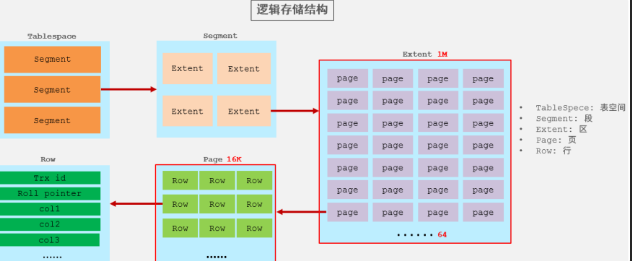 逻辑存储结构
Tablespace
Segment
Segment
Segment
Segment
Extent Extent
Extent Extent
Extent 1M
page page page page
page page page page
page page page page
page page page page
page page page page
page page page page
page page page page
······ 64
• TableSpece: 表空间
• Segment: 段
• Extent: 区
• Page: 页
• Row: 行
Row
Trx id
Roll pointer
col1
col2
col3
······
Page 16K
Row Row Row
Row Row Row
Row Row Row
······